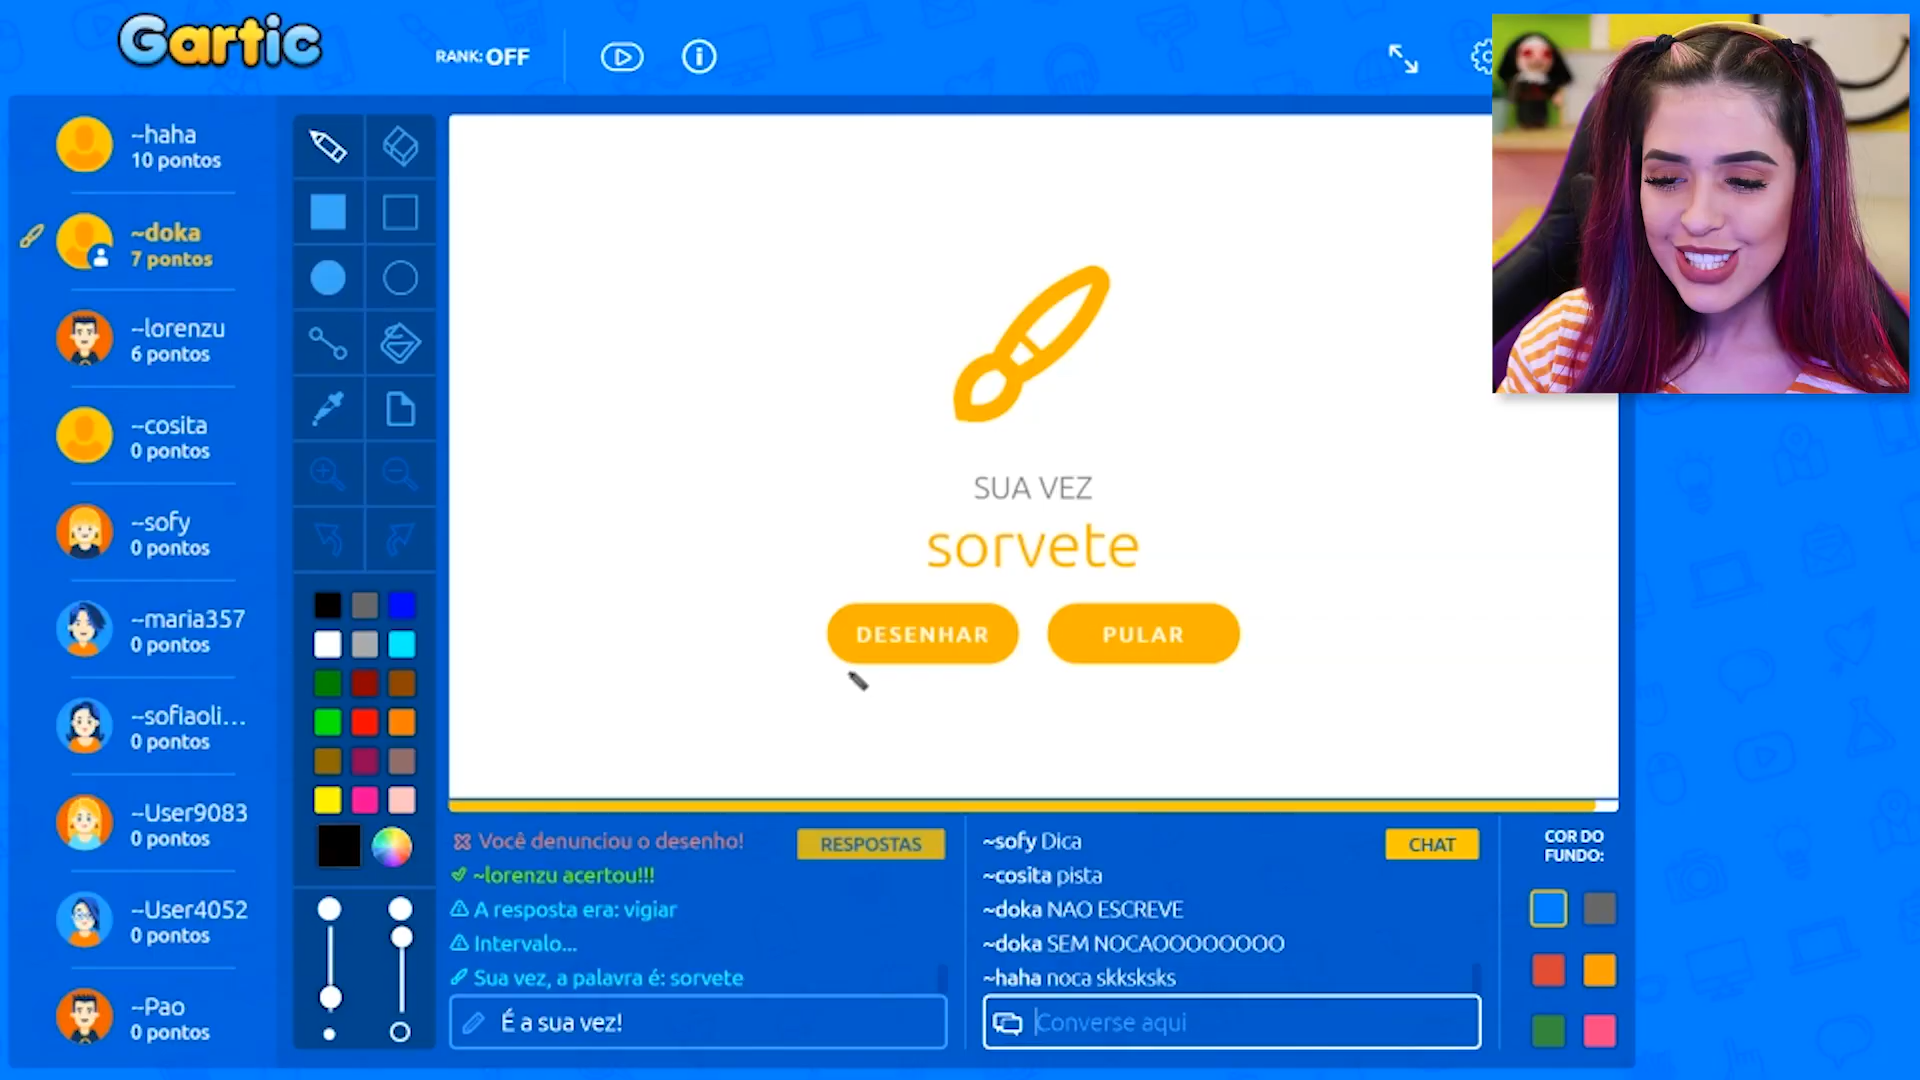 Gartic
RANK: OFF
~haha
10 pontos
~doka
7 pontos
~lorenzu
6 pontos
~cosita
0 pontos
~sofy
0 pontos
~maria357
0 pontos
~sofiaoli...
0 pontos
~User9083
0 pontos
~User4052
0 pontos
~Pao
0 pontos
SUA VEZ
sorvete
DESENHAR
PULAR
Você denunciou o desenho!
RESPOSTAS
~lorenzu acertou!!!
A resposta era: vigiar
Intervalo...
Sua vez, a palavra é: sorvete
É a sua vez!
~sofy Dica
CHAT
~cosita pista
~doka NAO ESCREVE
~doka SEM NOCAOOOOOOOO
~haha noca skksksks
Converse aqui
COR DO
FUNDO: